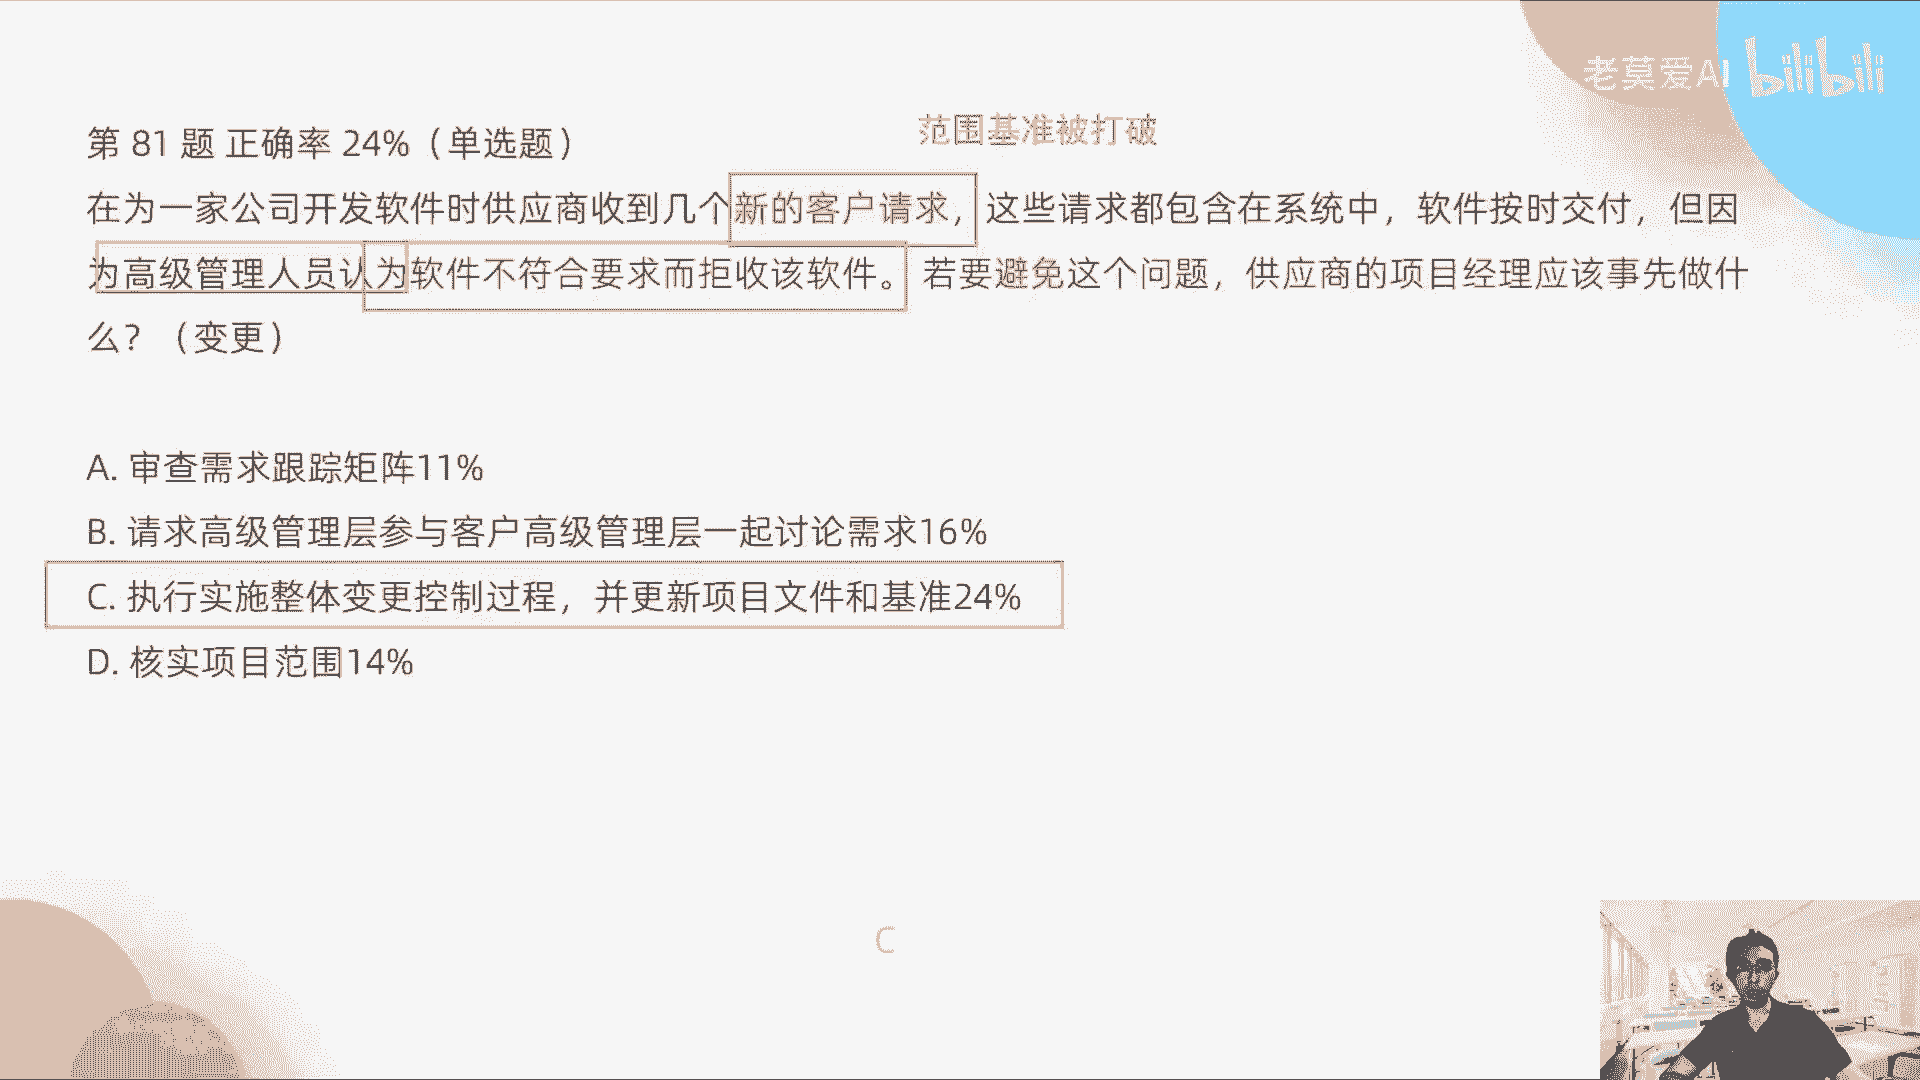 老莫爱AI bilibili
范围基准被打破
第 81 题 正确率 24%（单选题）
在为一家公司开发软件时供应商收到几个新的客户请求，这些请求都包含在系统中，软件按时交付，但因
为高级管理人员认为软件不符合要求而拒收该软件。若要避免这个问题，供应商的项目经理应该事先做什
么？（变更）
A. 审查需求跟踪矩阵11%
B. 请求高级管理层参与客户高级管理层一起讨论需求16%
C. 执行实施整体变更控制过程，并更新项目文件和基准24%
D. 核实项目范围14%
C